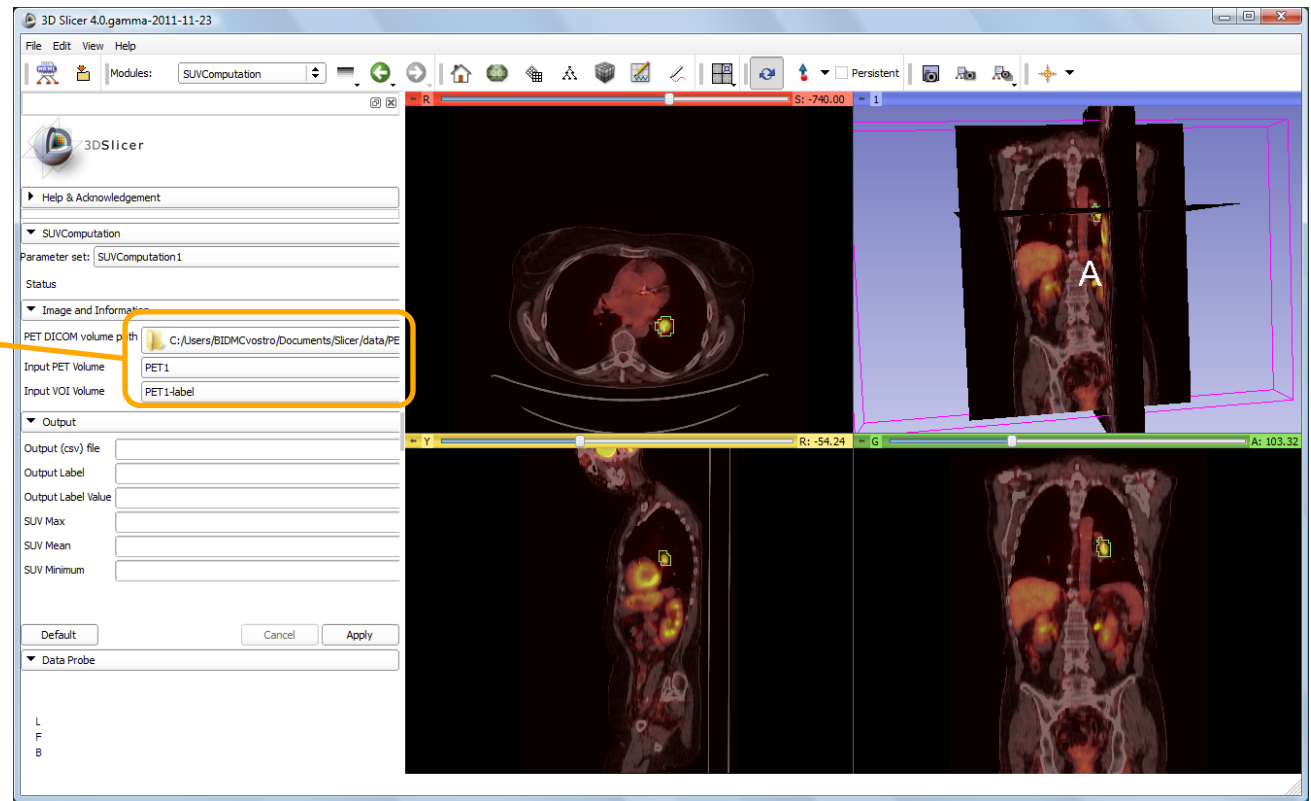 3D Slicer 4.0.gamma-2011-11-23
File Edit View Help
Modules: SUVComputation Persistent
R S: -740.00 1
3DSlicer
Help & Acknowledgement
SUVComputation
Parameter set: SUVComputation1
Status
Image and Information
PET DICOM volume path C:/Users/BIDMCvostro/Documents/Slicer/data/PE
Input PET Volume PET1
Input VOI Volume PET1-label
A
Output
Y R: -54.24 G A: 103.32
Output (csv) file
Output Label
Output Label Value
SUV Max
SUV Mean
SUV Minimum
Default Cancel Apply
Data Probe
L
F
B